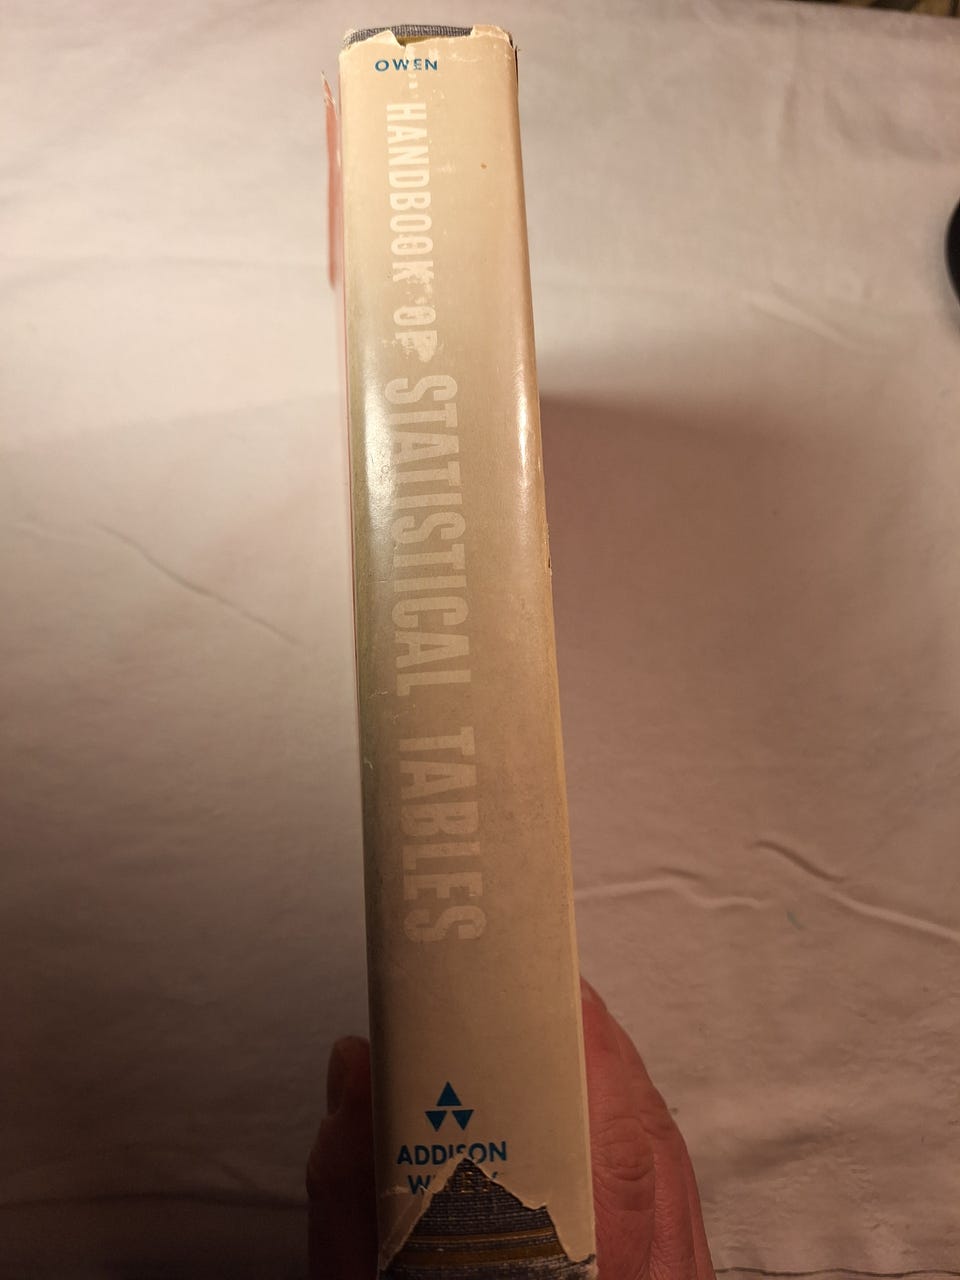 OWEN
HANDBOOK OF STATISTICAL TABLES
ADDISON